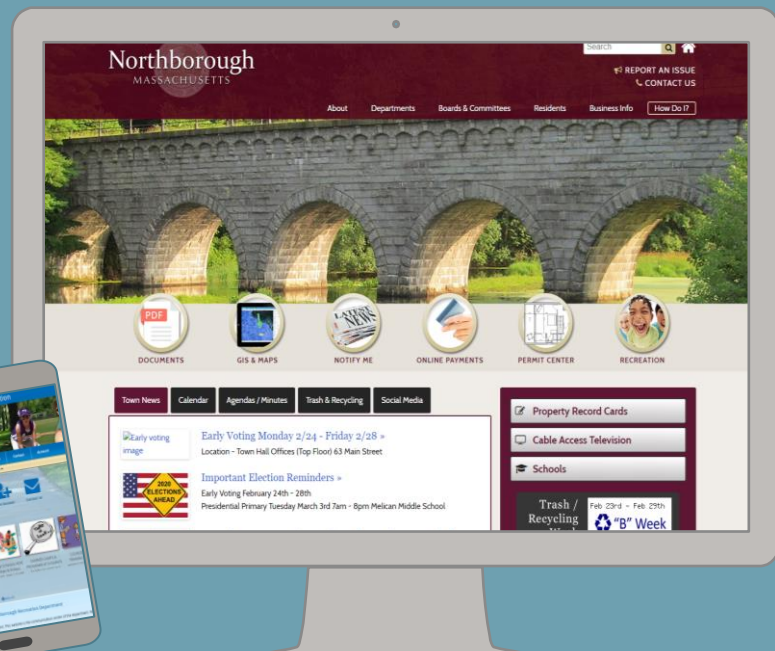 Northborough
MASSACHUSETTS
Search
REPORT AN ISSUE
CONTACT US
About Departments Boards & Committees Residents Business Info How Do I?
PDF
LATEST
NEWS
DOCUMENTS GIS & MAPS NOTIFY ME ONLINE PAYMENTS PERMIT CENTER RECREATION
Town News Calendar Agendas / Minutes Trash & Recycling Social Media
Early voting
image
Early Voting Monday 2/24 - Friday 2/28 »
Location - Town Hall Offices (Top Floor) 63 Main Street
2020
ELECTIONS
AHEAD
Important Election Reminders »
Early Voting February 24th - 28th
Presidential Primary Tuesday March 3rd 7am - 8pm Melican Middle School
Property Record Cards
Cable Access Television
Schools
Trash /
Recycling
Feb 23rd - Feb 29th
"B" Week